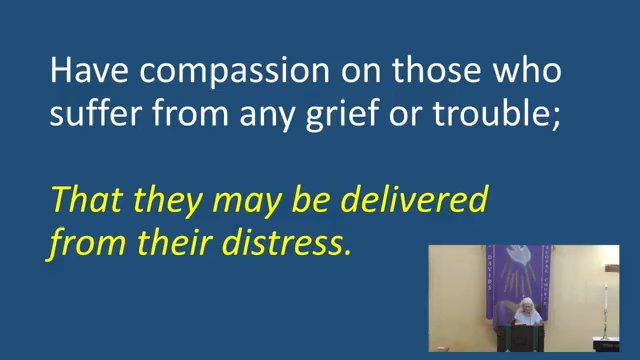 Have compassion on those who
suffer from any grief or trouble;
That they may be delivered
from their distress.